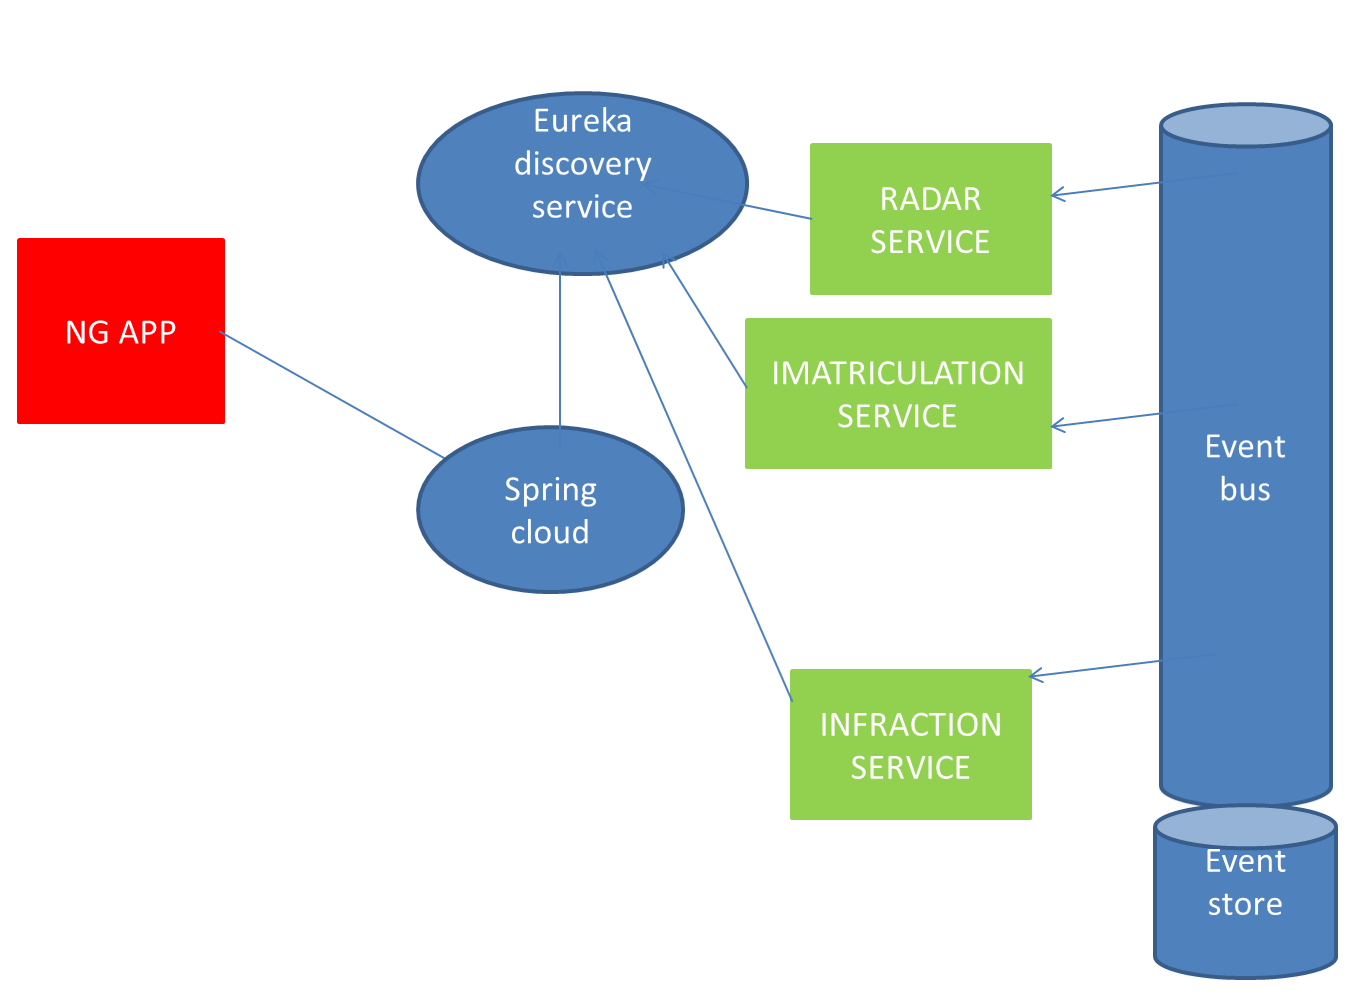 Eureka
discovery
service
RADAR
SERVICE
NG APP
IMATRICULATION
SERVICE
Event
bus
Spring
cloud
INFRACTION
SERVICE
Event
store